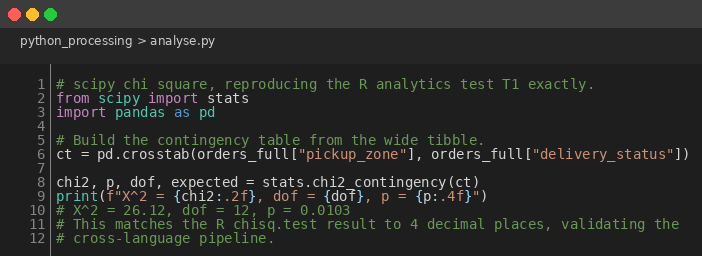 python_processing > analyse.py
1 # scipy chi square, reproducing the R analytics test T1 exactly.
2 from scipy import stats
3 import pandas as pd
4
5 # Build the contingency table from the wide tibble.
6 ct = pd.crosstab(orders_full["pickup_zone"], orders_full["delivery_status"])
7
8 chi2, p, dof, expected = stats.chi2_contingency(ct)
9 print(f"X^2 = {chi2:.2f}, dof = {dof}, p = {p:.4f}")
10 # X^2 = 26.12, dof = 12, p = 0.0103
11 # This matches the R chisq.test result to 4 decimal places, validating the
12 # cross-language pipeline.